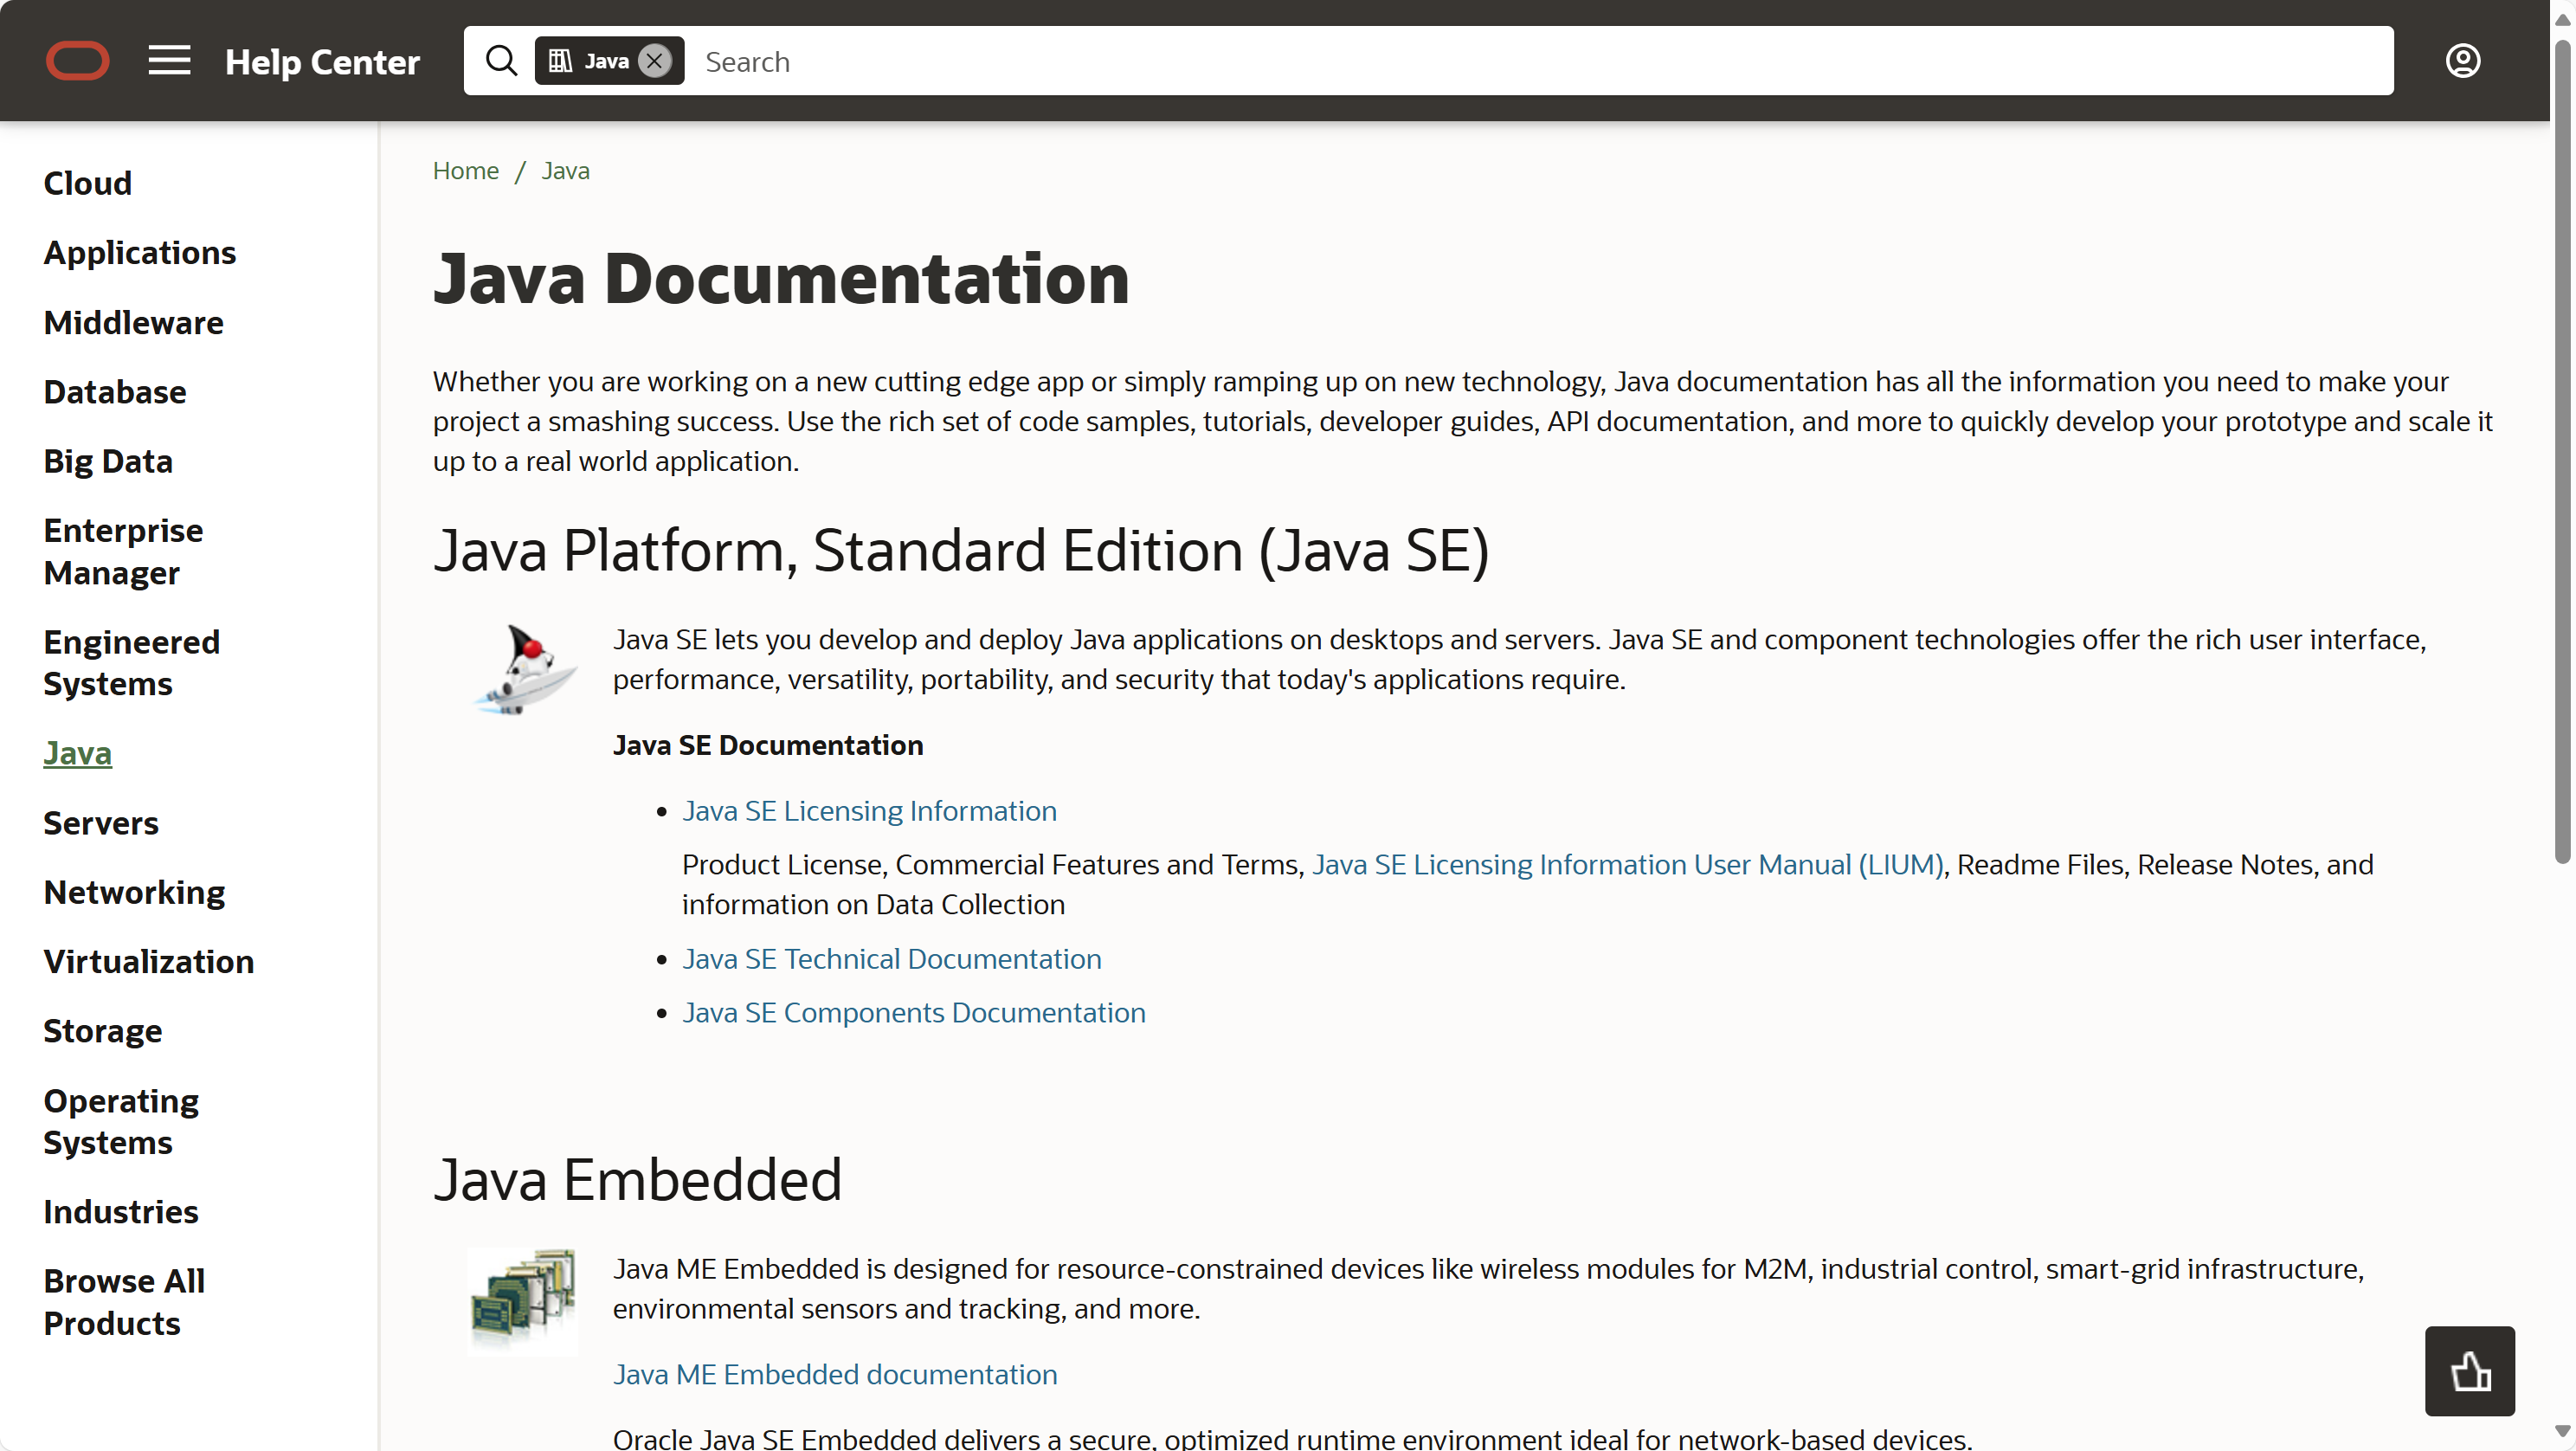 Help Center
Java
Search
Cloud
Applications
Middleware
Database
Big Data
Enterprise
Manager
Engineered
Systems
Java
Servers
Networking
Virtualization
Storage
Operating
Systems
Industries
Browse All
Products
Home / Java
Java Documentation
Whether you are working on a new cutting edge app or simply ramping up on new technology, Java documentation has all the information you need to make your
project a smashing success. Use the rich set of code samples, tutorials, developer guides, API documentation, and more to quickly develop your prototype and scale it
up to a real world application.
Java Platform, Standard Edition (Java SE)
Java SE lets you develop and deploy Java applications on desktops and servers. Java SE and component technologies offer the rich user interface,
performance, versatility, portability, and security that today's applications require.
Java SE Documentation
• Java SE Licensing Information
Product License, Commercial Features and Terms, Java SE Licensing Information User Manual (LIUM), Readme Files, Release Notes, and
information on Data Collection
• Java SE Technical Documentation
• Java SE Components Documentation
Java Embedded
Java ME Embedded is designed for resource-constrained devices like wireless modules for M2M, industrial control, smart-grid infrastructure,
environmental sensors and tracking, and more.
Java ME Embedded documentation
Oracle Java SE Embedded delivers a secure, optimized runtime environment ideal for network-based devices.